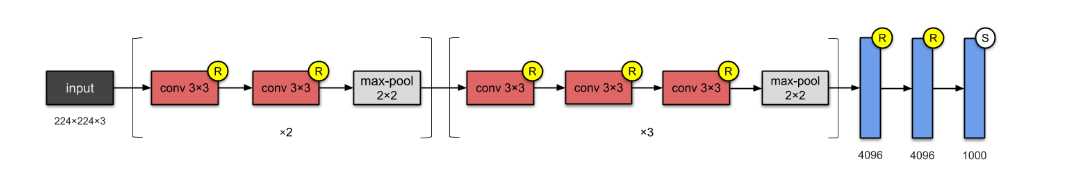 input
224×224×3
conv 3×3
R
conv 3×3
R
max-pool
2×2
×2
conv 3×3
R
conv 3×3
R
conv 3×3
R
max-pool
2×2
×3
R
4096
R
4096
S
1000